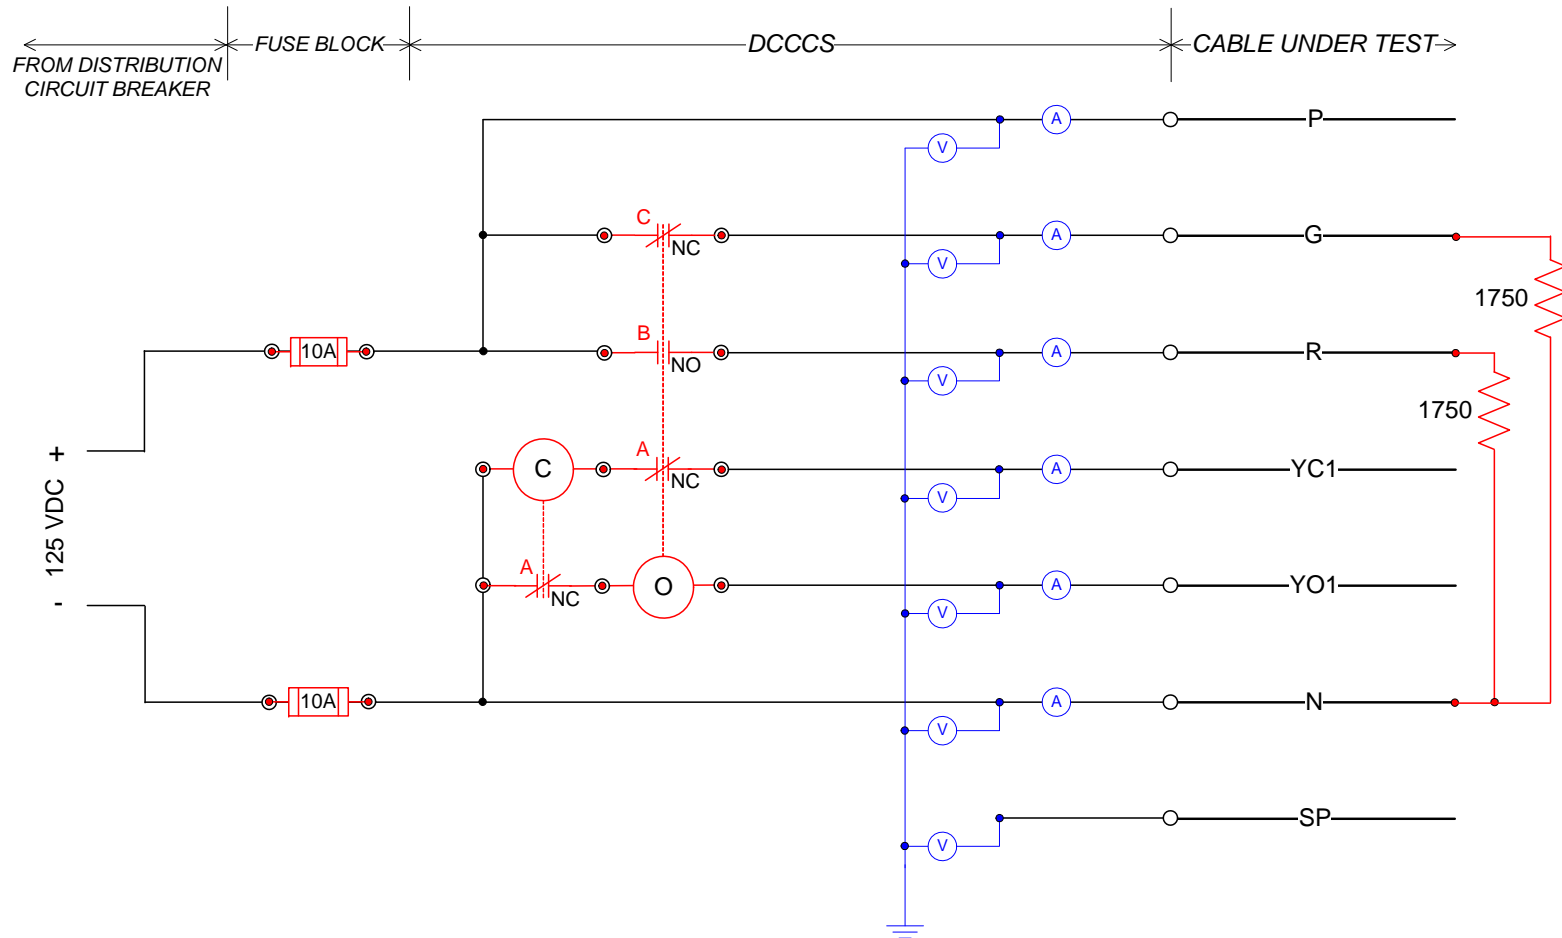 FROM DISTRIBUTION
CIRCUIT BREAKER
FUSE BLOCK
DCCCS
CABLE UNDER TEST
A
P
V
C
NC
A
G
V
1750
10A
B
NO
A
R
V
1750
125 VDC
+
-
C
A
NC
A
YC1
V
A
NC
O
A
YO1
V
10A
A
N
V
SP
V